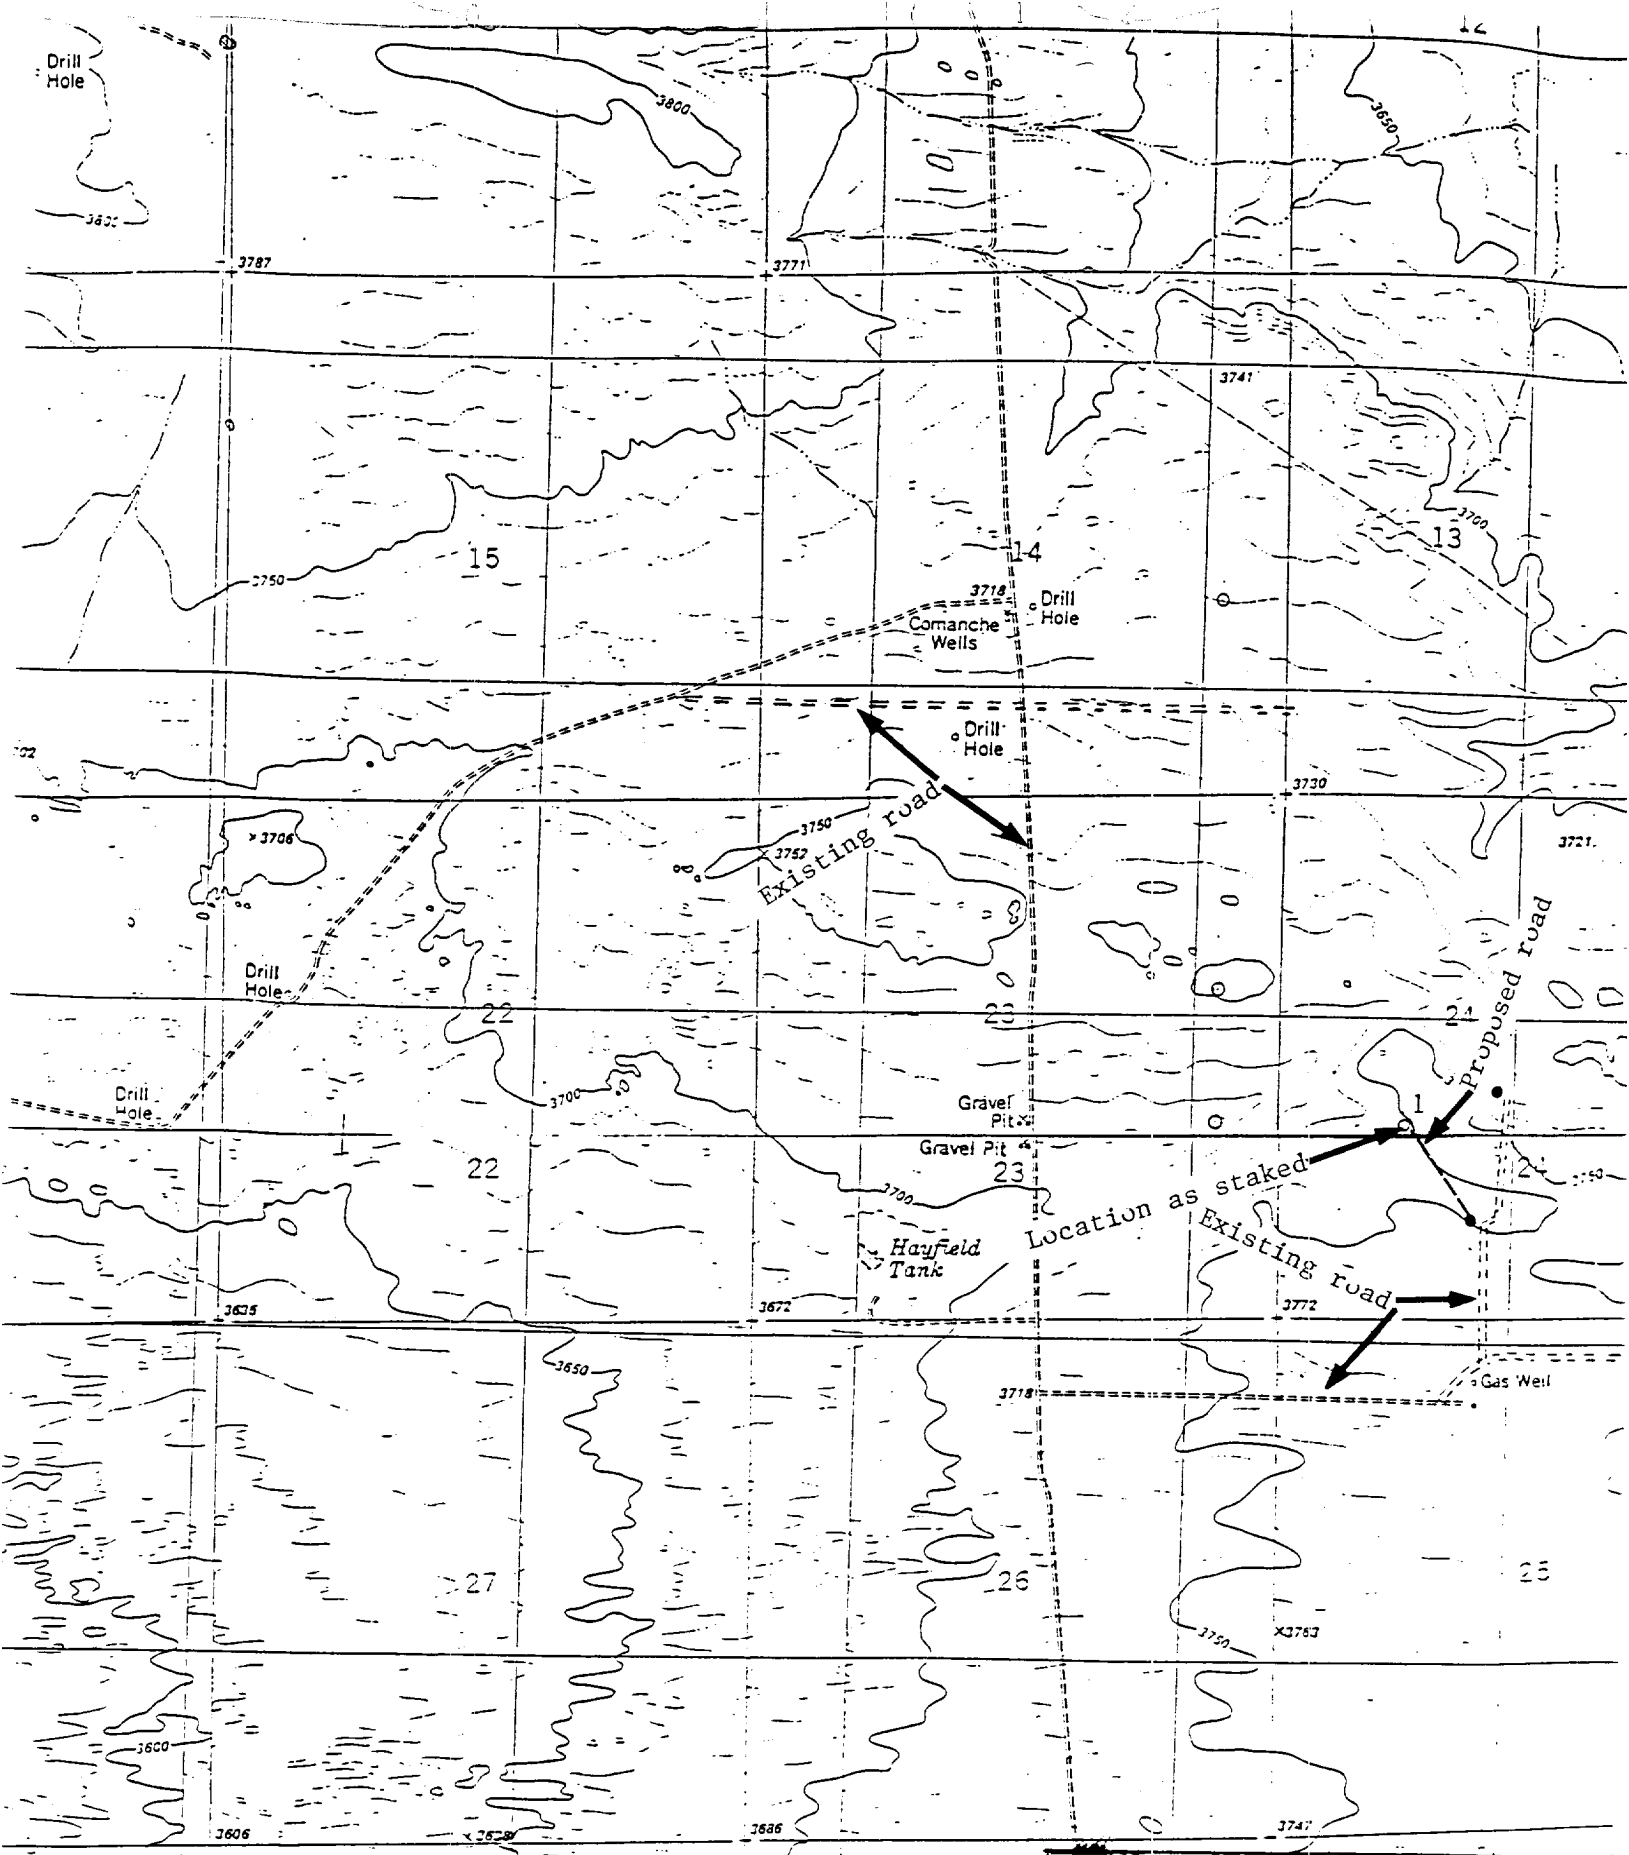 12
Drill
Hole
3800
3650
3787
3771
3741
3700
13
15
14
3750
3718
Drill
Hole
Comanche
Wells
Drill
Hole
3730
3750
3752
3706
3721
Existing road
Proposed road
Drill
Hole
22
23
24
Drill
Hole
3700
Gravel
Pit
Gravel Pit
1
22
23
24
3750
3700
Location as staked
Hayfield
Tank
Existing road
3635
3672
3772
3650
3718
Gas Well
27
26
25
3750
x3763
3600
3606
3686
3747